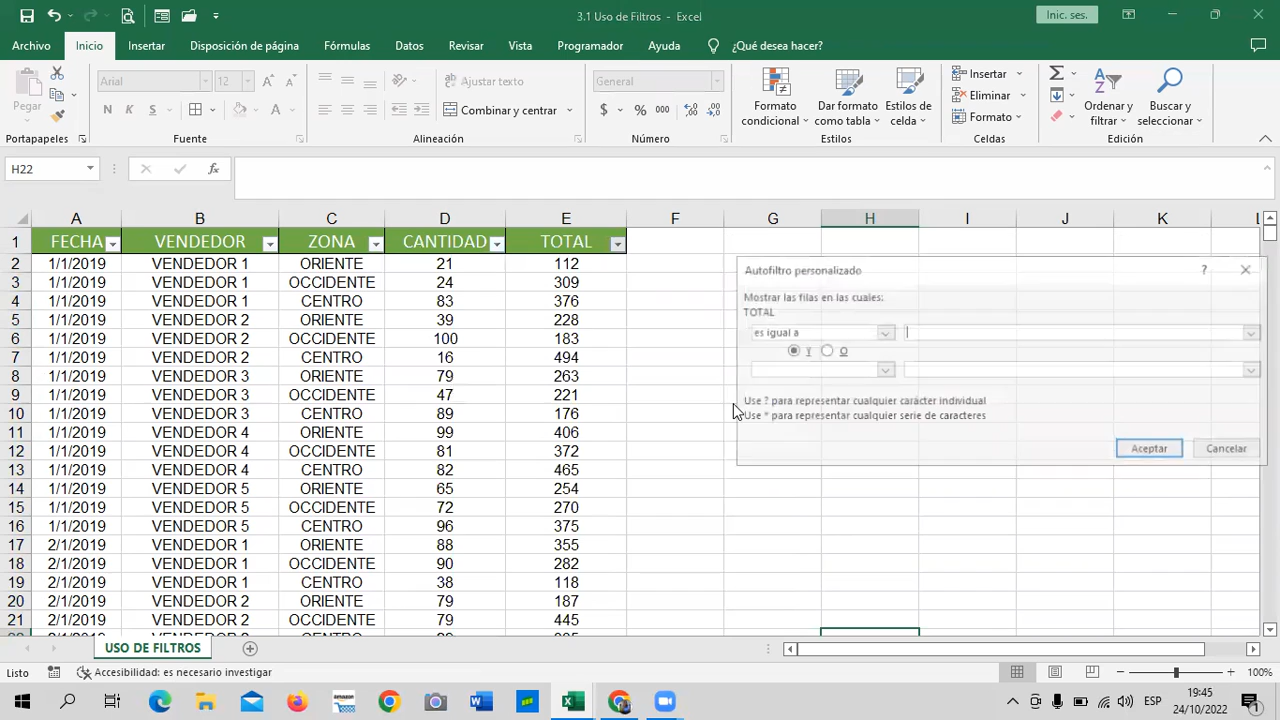 3.1 Uso de Filtros - Excel
Inic. ses.
Archivo Inicio Insertar Disposición de página Fórmulas Datos Revisar Vista Programador Ayuda ¿Qué desea hacer?
Pegar
Arial 12
N K S
Ajustar texto
Combinar y centrar
General
$ % 000
Formato condicional
Dar formato como tabla
Estilos de celda
Insertar
Eliminar
Formato
Ordenar y filtrar
Buscar y seleccionar
Portapapeles Fuente Alineación Número Estilos Celdas Edición
H22 fx
A B C D E F G H I J K L
1 FECHA VENDEDOR ZONA CANTIDAD TOTAL
2 1/1/2019 VENDEDOR 1 ORIENTE 21 112
3 1/1/2019 VENDEDOR 1 OCCIDENTE 24 309
4 1/1/2019 VENDEDOR 1 CENTRO 83 376
5 1/1/2019 VENDEDOR 2 ORIENTE 39 228
6 1/1/2019 VENDEDOR 2 OCCIDENTE 100 183
7 1/1/2019 VENDEDOR 2 CENTRO 16 494
8 1/1/2019 VENDEDOR 3 ORIENTE 79 263
9 1/1/2019 VENDEDOR 3 OCCIDENTE 47 221
10 1/1/2019 VENDEDOR 3 CENTRO 89 176
11 1/1/2019 VENDEDOR 4 ORIENTE 99 406
12 1/1/2019 VENDEDOR 4 OCCIDENTE 81 372
13 1/1/2019 VENDEDOR 4 CENTRO 82 465
14 1/1/2019 VENDEDOR 5 ORIENTE 65 254
15 1/1/2019 VENDEDOR 5 OCCIDENTE 72 270
16 1/1/2019 VENDEDOR 5 CENTRO 96 375
17 2/1/2019 VENDEDOR 1 ORIENTE 88 355
18 2/1/2019 VENDEDOR 1 OCCIDENTE 90 282
19 2/1/2019 VENDEDOR 1 CENTRO 38 118
20 2/1/2019 VENDEDOR 2 ORIENTE 79 187
21 2/1/2019 VENDEDOR 2 OCCIDENTE 79 445
Autofiltro personalizado ?
Mostrar las filas en las cuales:
TOTAL
es igual a
Y O
Use ? para representar cualquier carácter individual
Use * para representar cualquier serie de caracteres
Aceptar Cancelar
USO DE FILTROS
Listo Accesibilidad: es necesario investigar 100%
ESP
19:45
24/10/2022